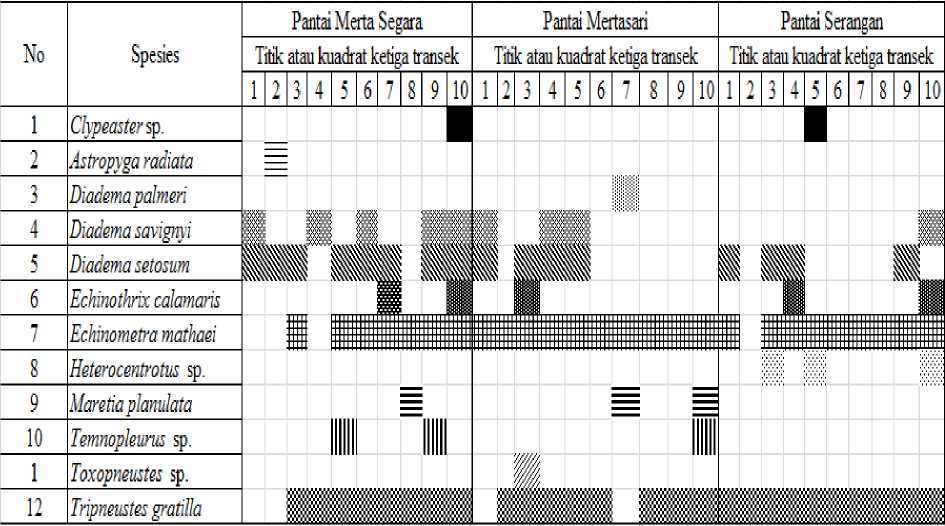 No Spesies Pantai Merta Segara Pantai Mertasari Pantai Serangan
Titik atau kuadrat ketiga transek Titik atau kuadrat ketiga transek Titik atau kuadrat ketiga transek
1 2 3 4 5 6 7 8 9 10 1 2 3 4 5 6 7 8 9 10 1 2 3 4 5 6 7 8 9 10
1 Clypeaster sp.
2 Astropyga radiata
3 Diadema palmeri
4 Diadema savignyi
5 Diadema setosum
6 Echinothrix calamaris
7 Echinometra mathaei
8 Heterocentrotus sp.
9 Maretia planulata
10 Temnopleurus sp.
1 Toxopneustes sp.
12 Tripneustes gratilla